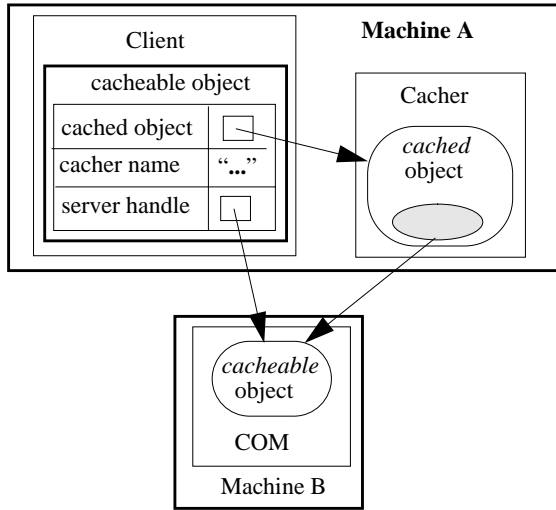 Machine A
Client
cacheable object
cached object
cacher name “...”
server handle
Cacher
cached
object
cacheable
object
COM
Machine B